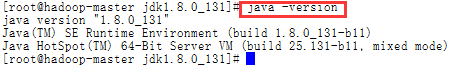 [root@hadoop-master jdk1.8.0_131]# java -version
java version "1.8.0_131"
Java(TM) SE Runtime Environment (build 1.8.0_131-b11)
Java HotSpot(TM) 64-Bit Server VM (build 25.131-b11, mixed mode)
[root@hadoop-master jdk1.8.0_131]#